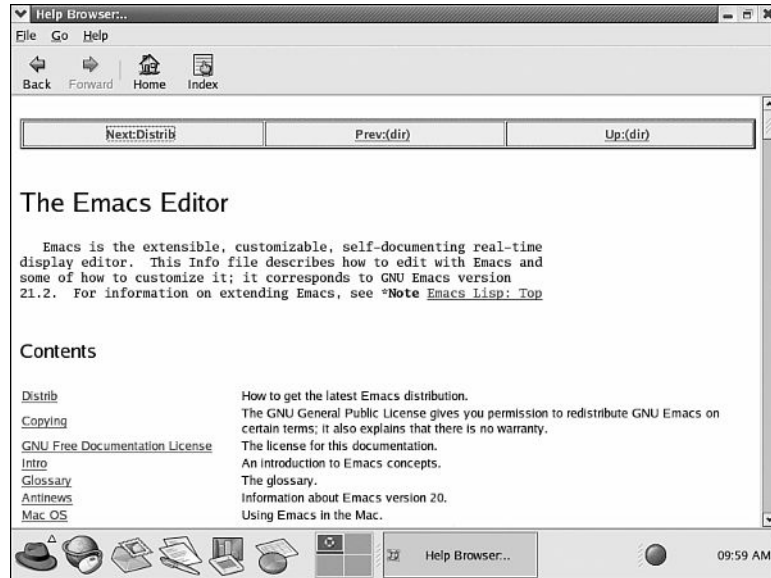 Help Browser:..
File Go Help
Back Forward Home Index
Next:Distrib Prev:(dir) Up:(dir)
The Emacs Editor
Emacs is the extensible, customizable, self-documenting real-time
display editor. This Info file describes how to edit with Emacs and
some of how to customize it; it corresponds to GNU Emacs version
21.2. For information on extending Emacs, see *Note Emacs Lisp: Top
Contents
Distrib How to get the latest Emacs distribution.
Copying The GNU General Public License gives you permission to redistribute GNU Emacs on
certain terms; it also explains that there is no warranty.
GNU Free Documentation License The license for this documentation.
Intro An introduction to Emacs concepts.
Glossary The glossary.
Antinews Information about Emacs version 20.
Mac OS Using Emacs in the Mac.
Help Browser:.. 09:59 AM